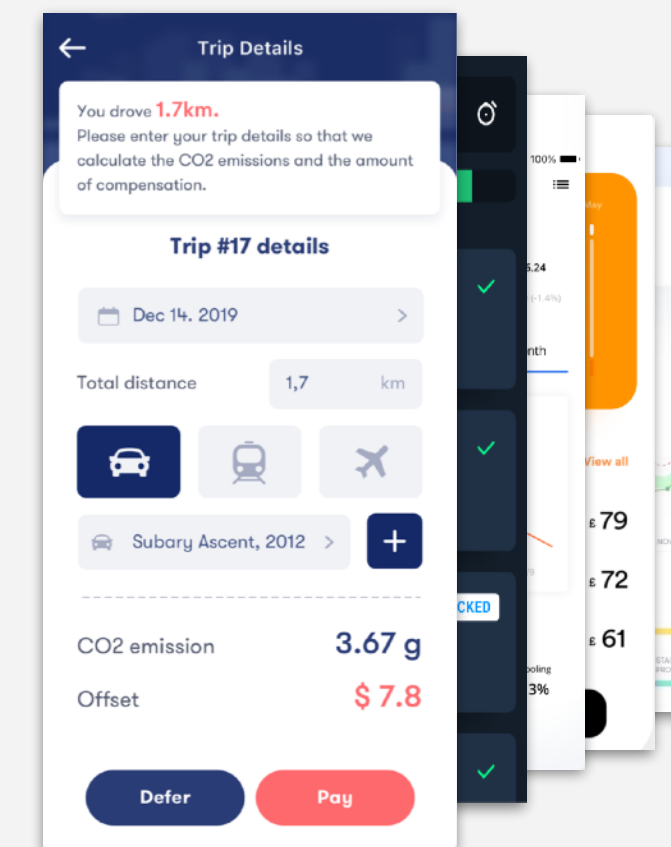 Trip Details
You drove 1.7km.
Please enter your trip details so that we
calculate the CO2 emissions and the amount
of compensation.
Trip #17 details
Dec 14. 2019
Total distance
1,7 km
Subary Ascent, 2012
+
CO2 emission 3.67 g
Offset $ 7.8
Defer Pay
CKED
100%
5.24
(-1.4%)
nth
79
ooling
3%
May
View all
£ 79
£ 72
£ 61